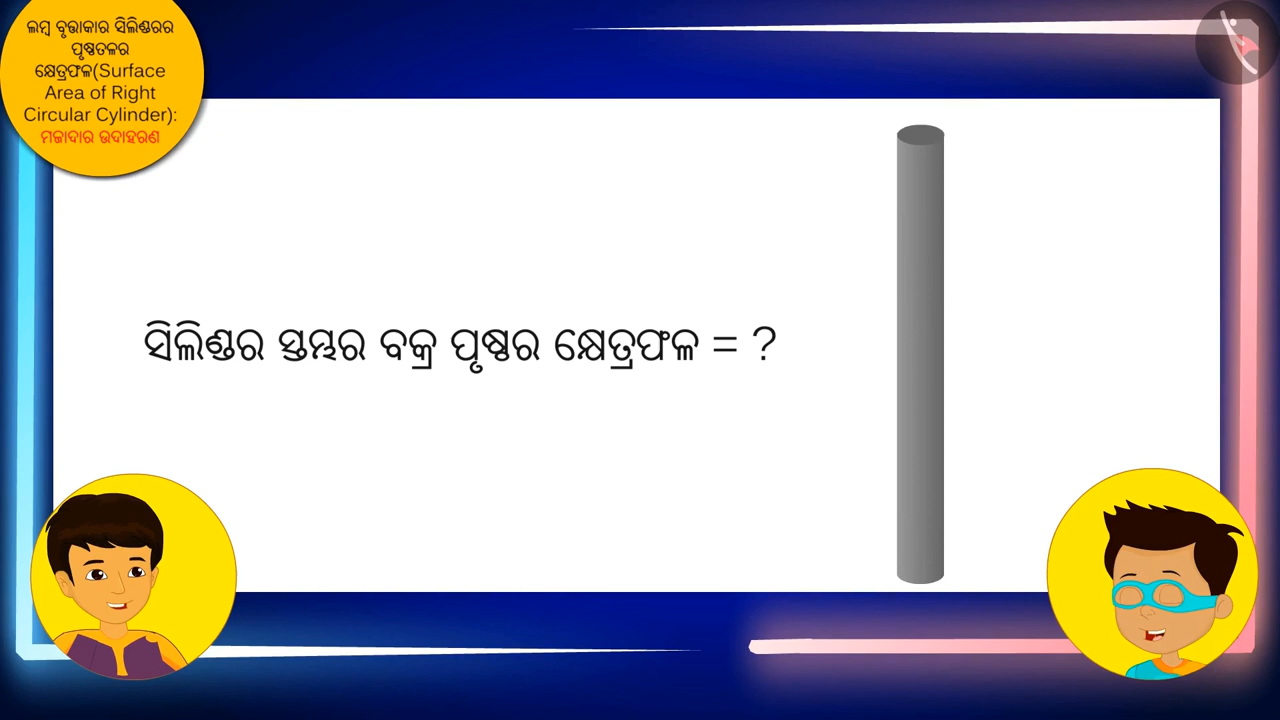 ଲମ୍ବ ବୃତ୍ତାକାର ସିଲିଣ୍ଡରର
ପୃଷ୍ଠତଳର
କ୍ଷେତ୍ରଫଳ(Surface
Area of Right
Circular Cylinder):
ମଜାଦାର ଉଦାହରଣ
ସିଲିଣ୍ଡର ସ୍ତମ୍ଭର ବକ୍ର ପୃଷ୍ଠର କ୍ଷେତ୍ରଫଳ = ?